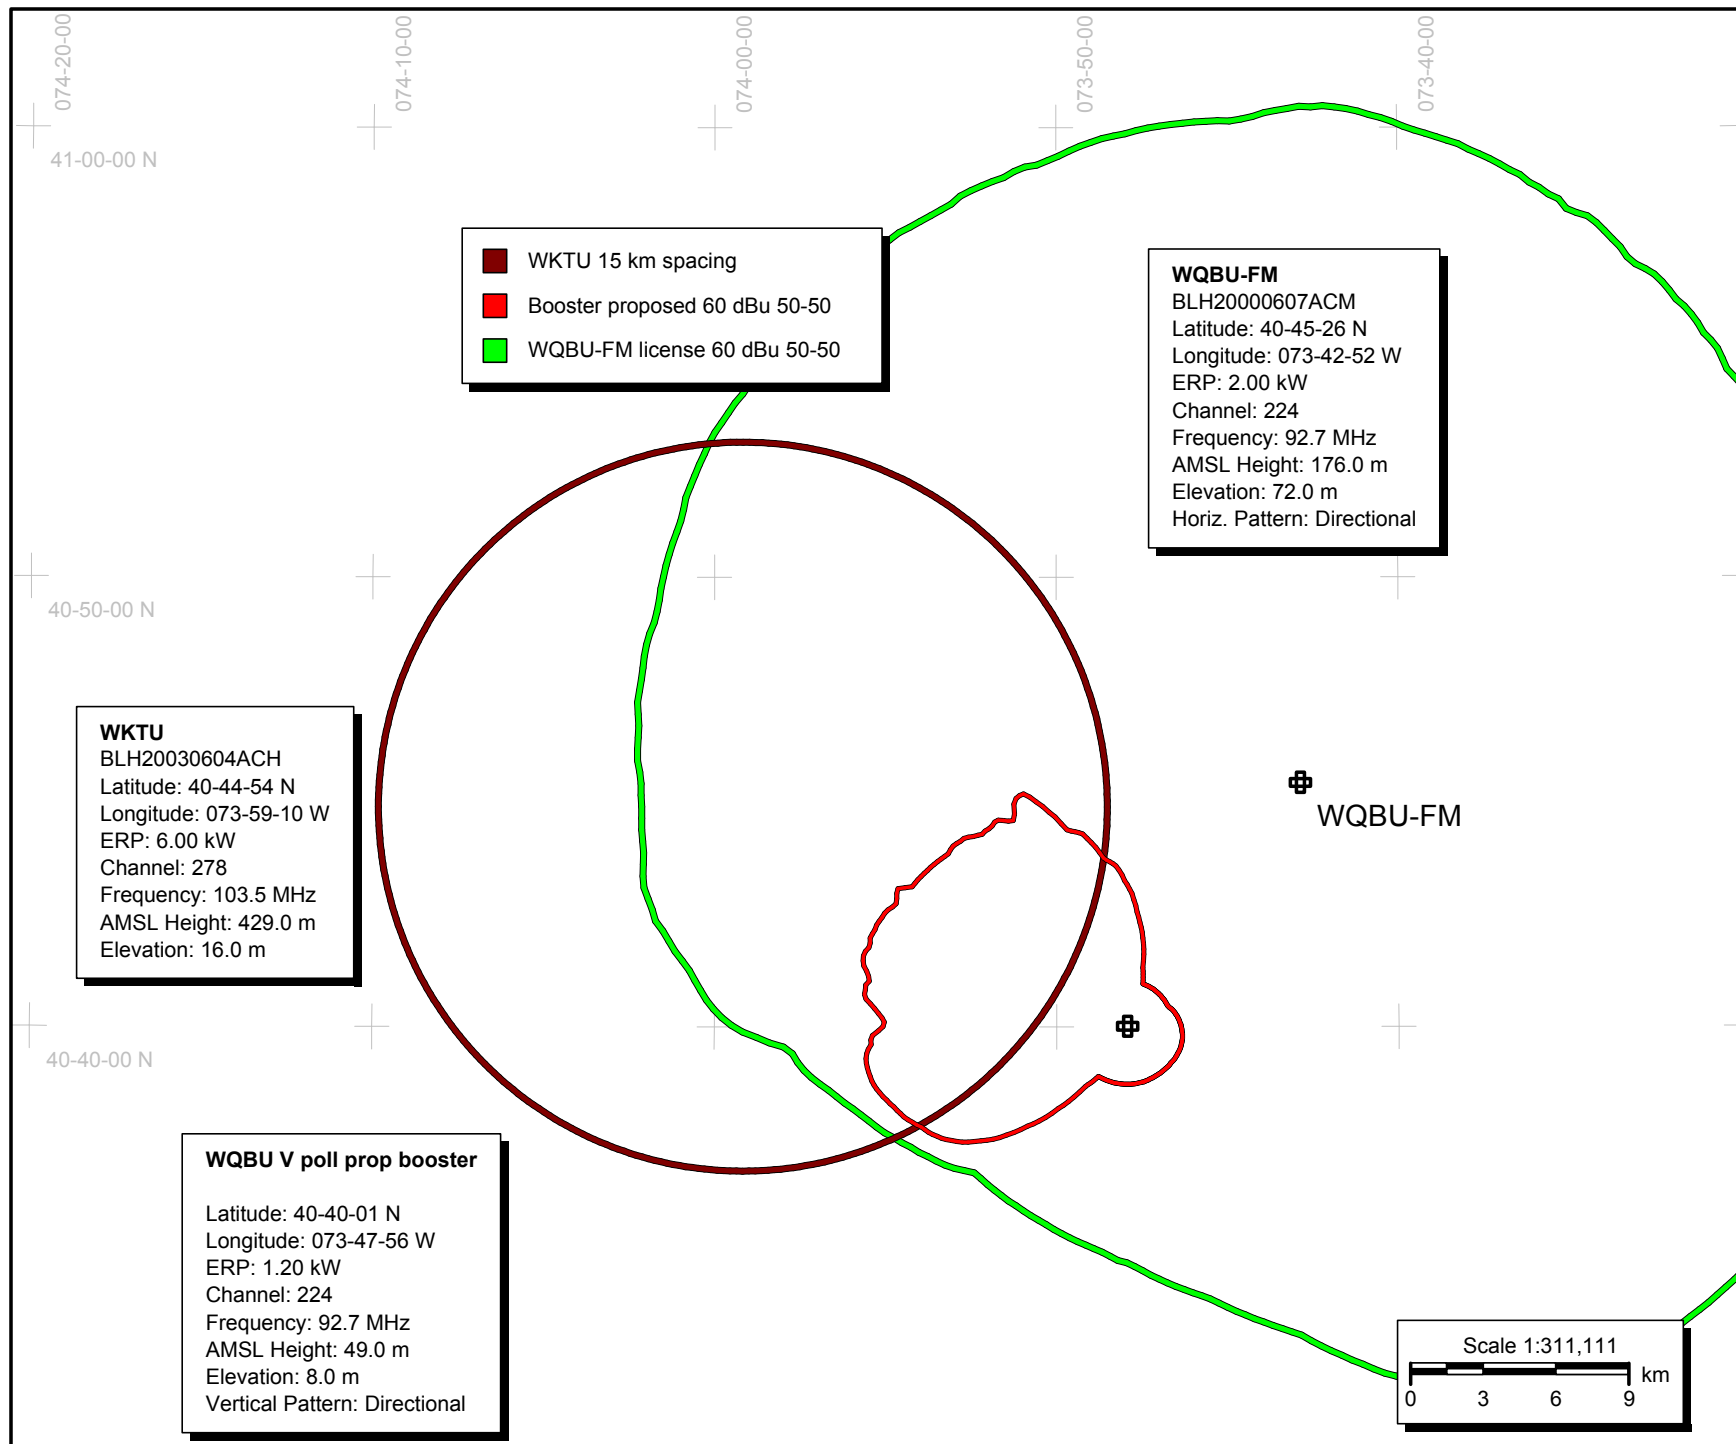 074-20-00
074-10-00
074-00-00
073-50-00
073-40-00
41-00-00 N
WKTU 15 km spacing
Booster proposed 60 dBu 50-50
WQBU-FM license 60 dBu 50-50
WQBU-FM
BLH20000607ACM
Latitude: 40-45-26 N
Longitude: 073-42-52 W
ERP: 2.00 kW
Channel: 224
Frequency: 92.7 MHz
AMSL Height: 176.0 m
Elevation: 72.0 m
Horiz. Pattern: Directional
40-50-00 N
WKTU
BLH20030604ACH
Latitude: 40-44-54 N
Longitude: 073-59-10 W
ERP: 6.00 kW
Channel: 278
Frequency: 103.5 MHz
AMSL Height: 429.0 m
Elevation: 16.0 m
WQBU-FM
40-40-00 N
WQBU V poll prop booster
Latitude: 40-40-01 N
Longitude: 073-47-56 W
ERP: 1.20 kW
Channel: 224
Frequency: 92.7 MHz
AMSL Height: 49.0 m
Elevation: 8.0 m
Vertical Pattern: Directional
Scale 1:311,111
km
0 3 6 9